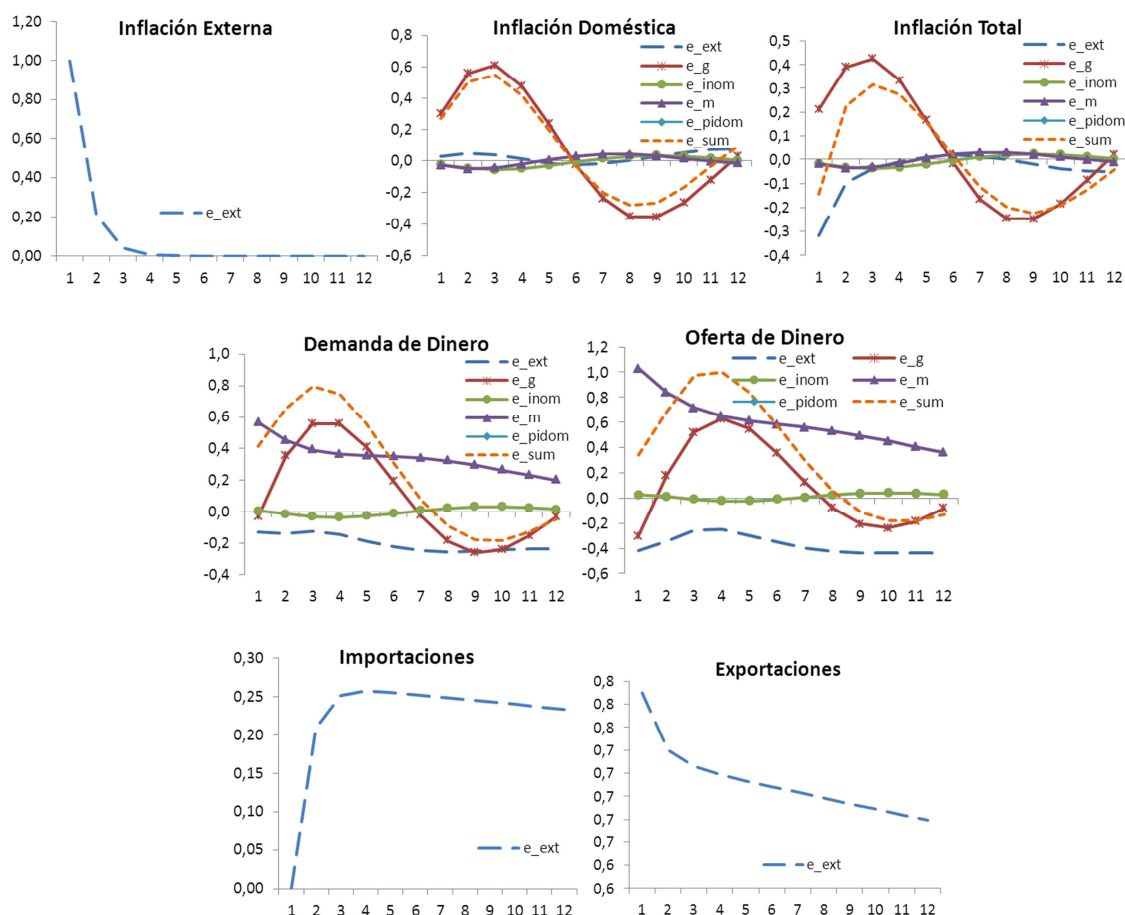 Inflación Externa
1,20
1,00
0,80
0,60
0,40
0,20
0,00
e_ext
1 2 3 4 5 6 7 8 9 10 11 12
Inflación Doméstica
0,8
0,6
0,4
0,2
0,0
-0,2
-0,4
-0,6
e_ext
e_g
e_inom
e_m
e_pidom
e_sum
1 2 3 4 5 6 7 8 9 10 11 12
Inflación Total
0,5
0,4
0,3
0,2
0,1
0,0
-0,1
-0,2
-0,3
-0,4
e_ext
e_g
e_inom
e_m
e_pidom
e_sum
1 2 3 4 5 6 7 8 9 10 11 12
Demanda de Dinero
1,0
0,8
0,6
0,4
0,2
0,0
-0,2
-0,4
e_ext
e_g
e_inom
e_m
e_pidom
e_sum
1 2 3 4 5 6 7 8 9 10 11 12
Oferta de Dinero
1,2
1,0
0,8
0,6
0,4
0,2
0,0
-0,2
-0,4
-0,6
e_ext e_g
e_inom e_m
e_pidom e_sum
1 2 3 4 5 6 7 8 9 10 11 12
Importaciones
0,30
0,25
0,20
0,15
0,10
0,05
0,00
e_ext
1 2 3 4 5 6 7 8 9 10 11 12
Exportaciones
0,8
0,8
0,8
0,7
0,7
0,7
0,7
0,7
0,6
0,6
e_ext
1 2 3 4 5 6 7 8 9 10 11 12